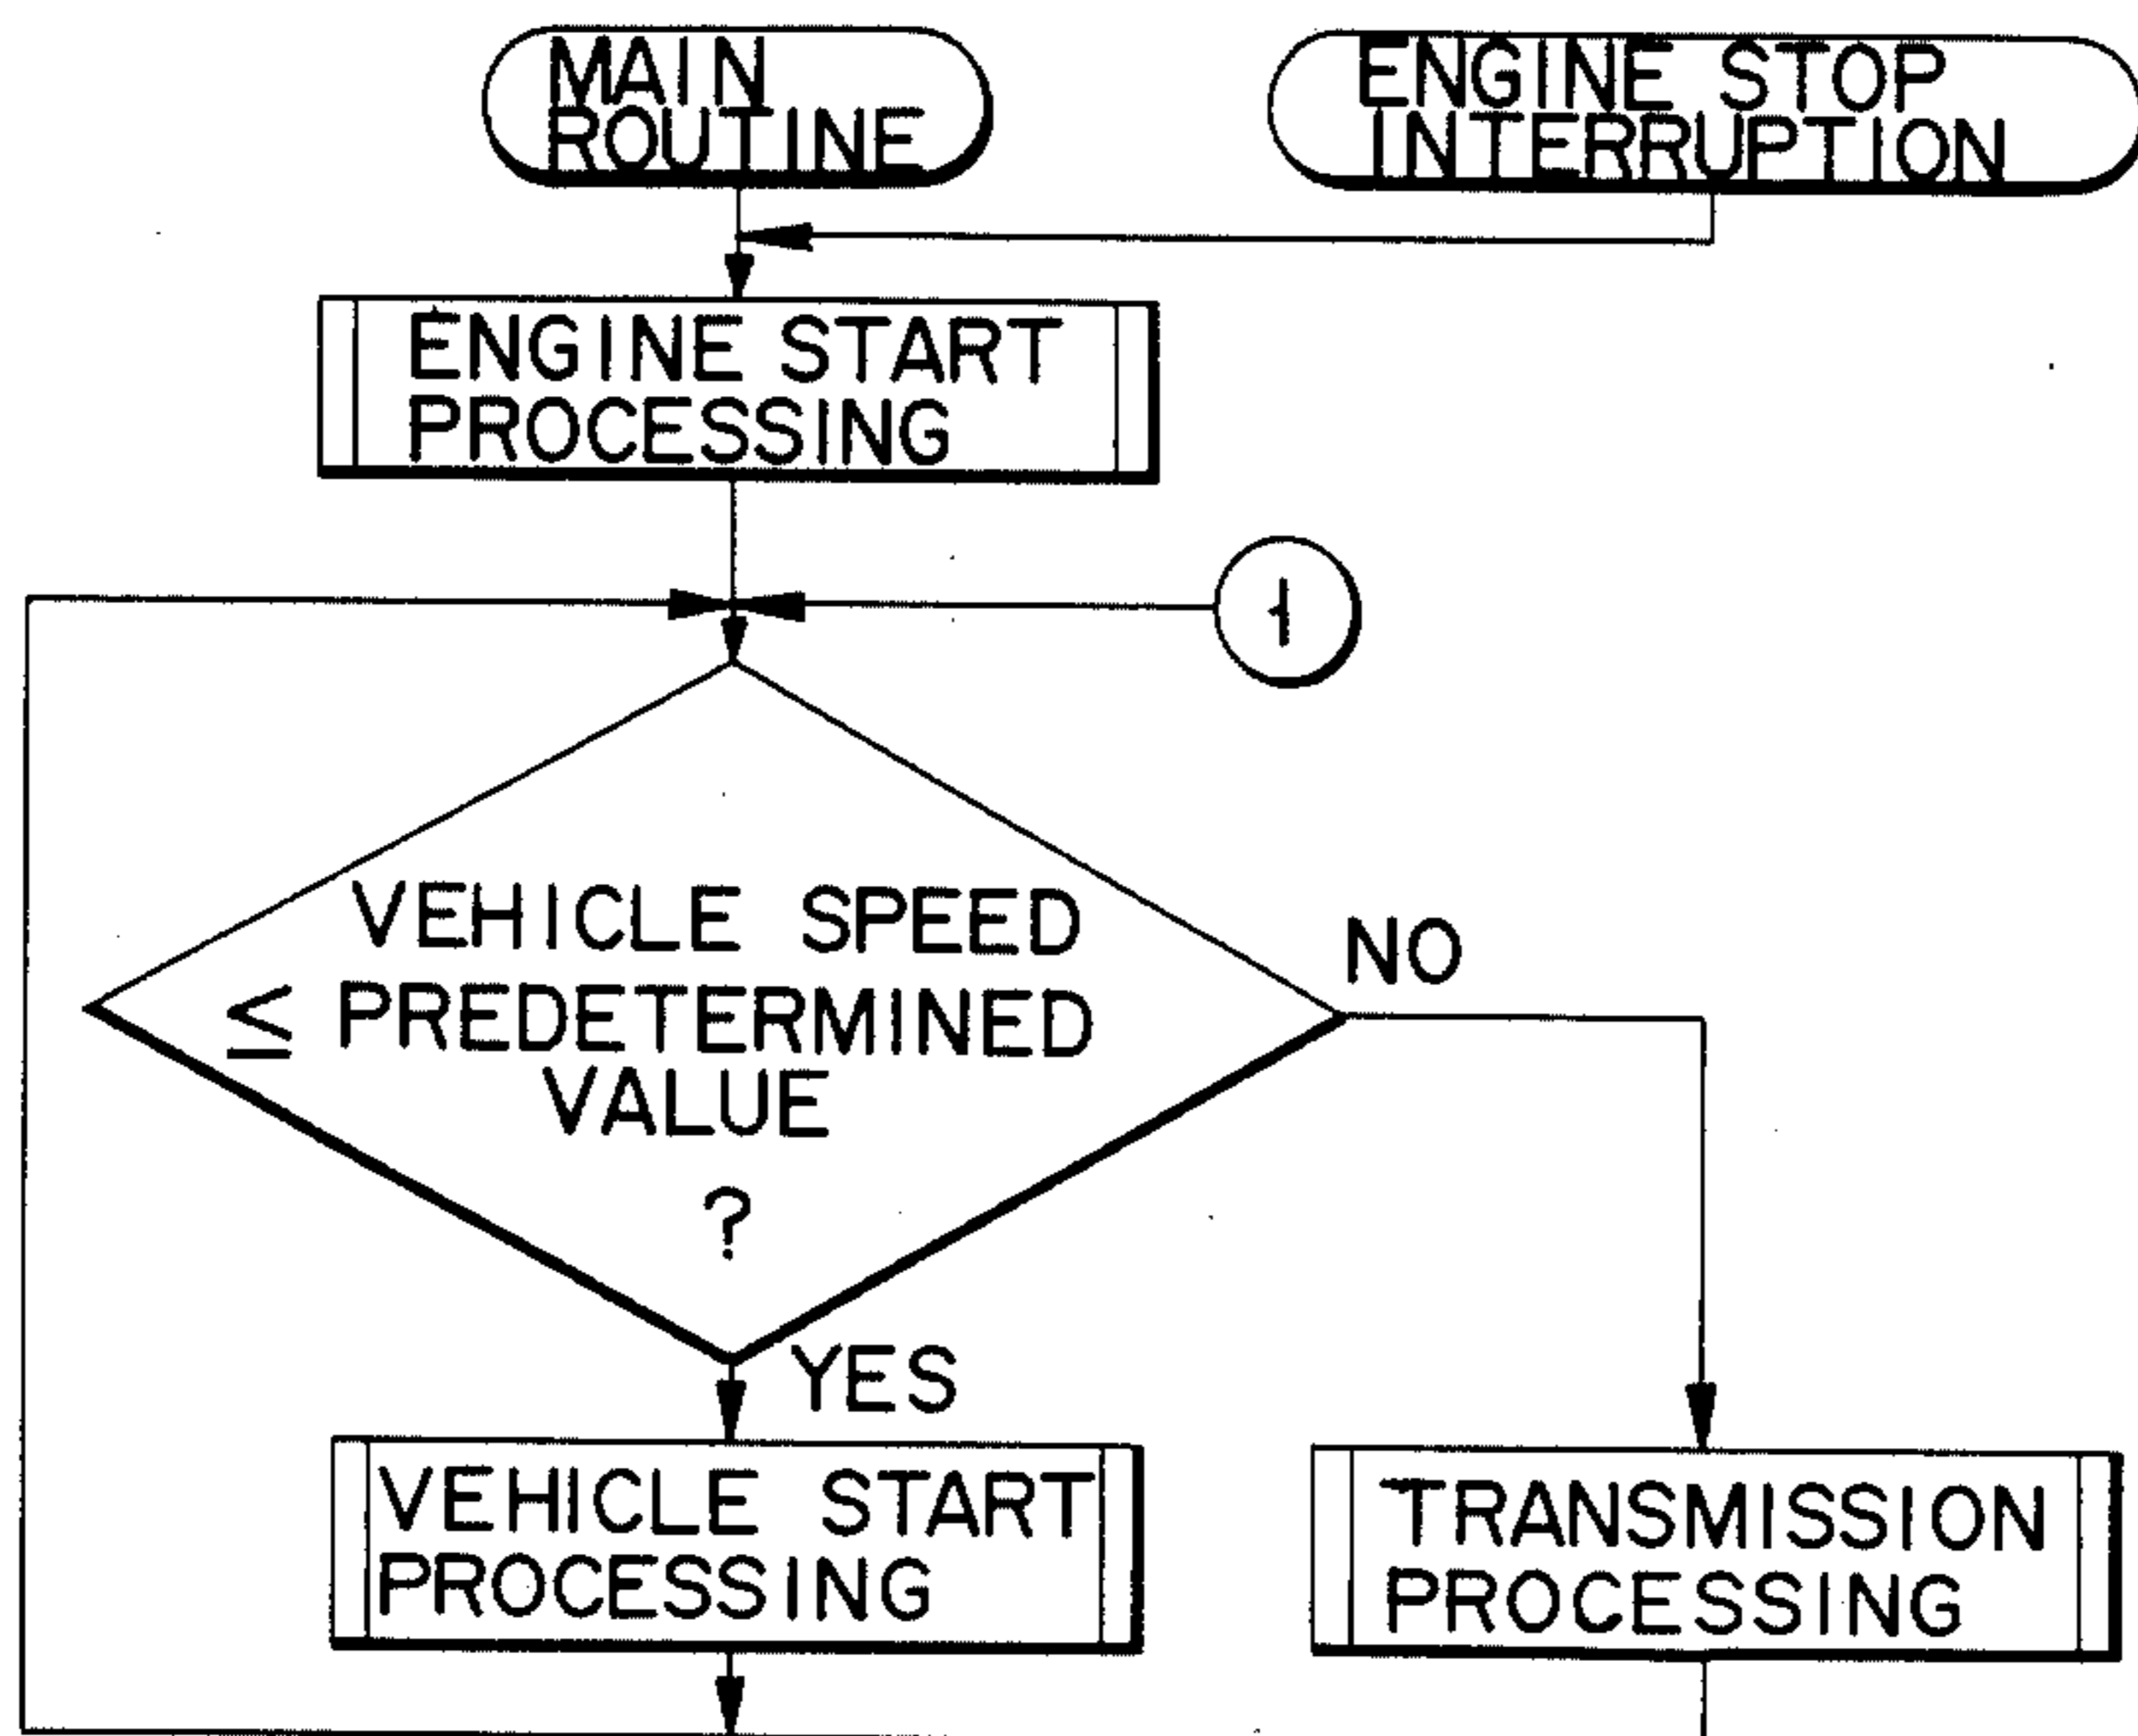 MAIN
ROUTINE
ENGINE STOP
INTERRUPTION
ENGINE START
PROCESSING
1
VEHICLE SPEED
≤ PREDETERMINED
VALUE
?
NO
YES
VEHICLE START
PROCESSING
TRANSMISSION
PROCESSING